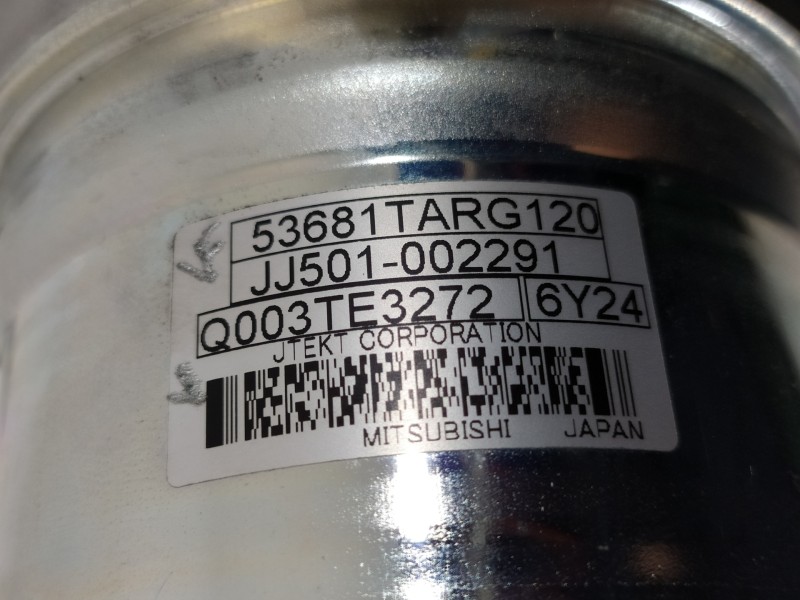 53681TARG120
JJ501-002291
Q003TE3272 6Y24
JTEKT CORPORATION
MITSUBISHI JAPAN